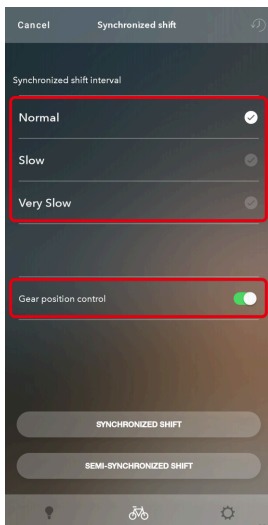 Cancel Synchronized shift
Synchronized shift interval
Normal
Slow
Very Slow
Gear position control
SYNCHRONIZED SHIFT
SEMI-SYNCHRONIZED SHIFT